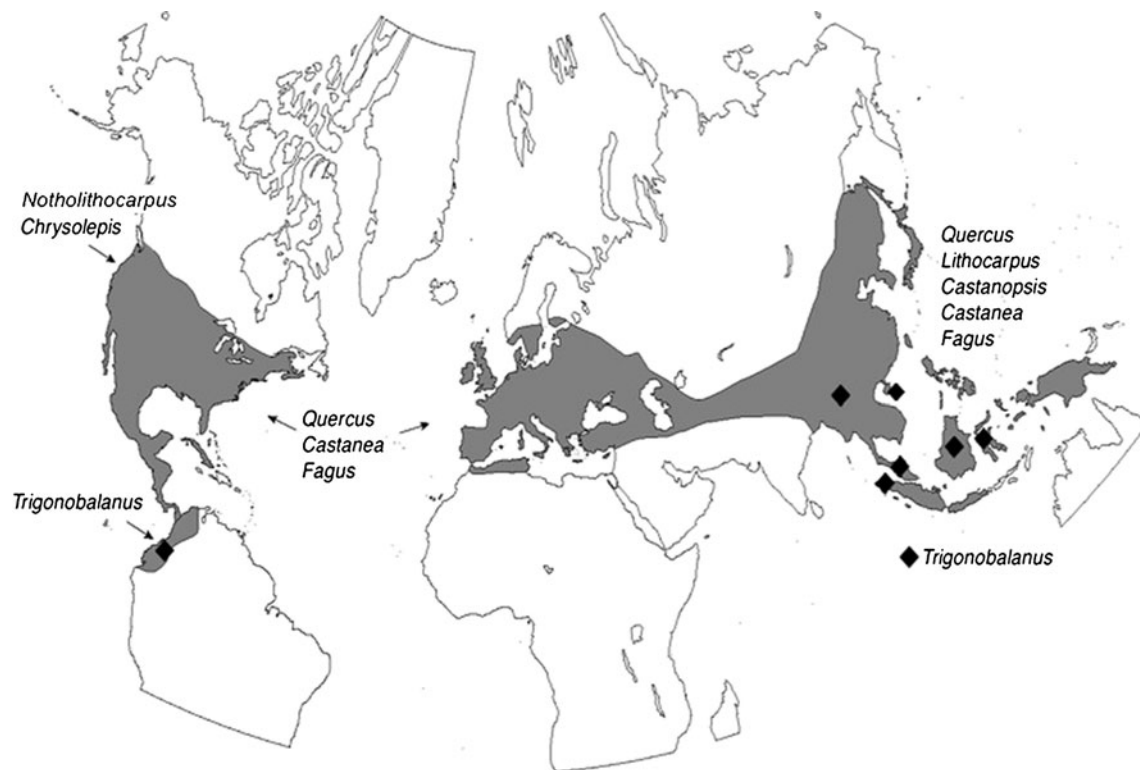 Notholithocarpus
Chrysolepis
Quercus
Lithocarpus
Castanopsis
Castanea
Fagus
Quercus
Castanea
Fagus
Trigonobalanus
Trigonobalanus